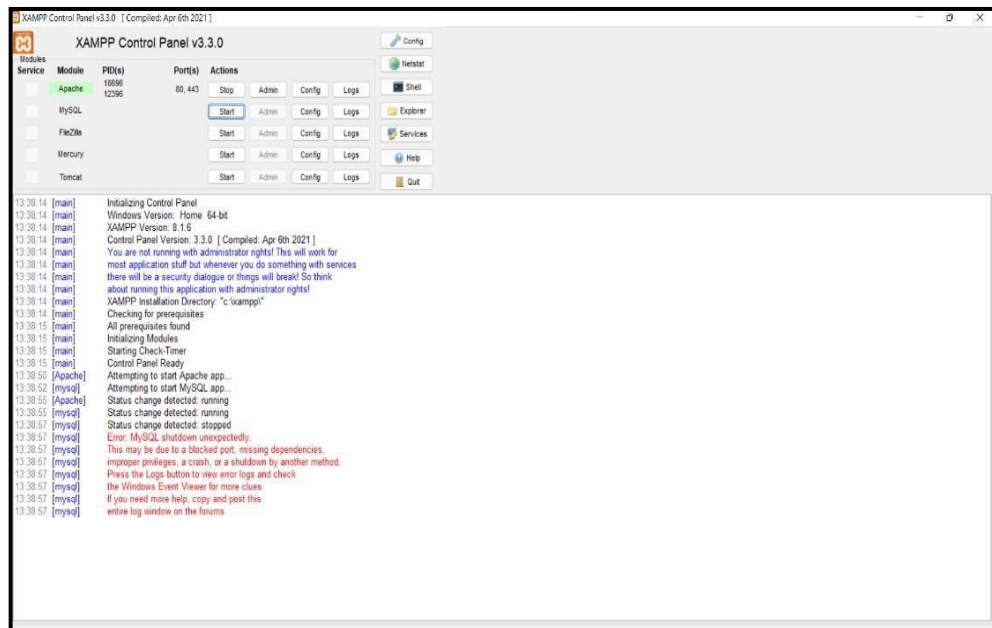 XAMPP Control Panel v3.3.0 [ Compiled: Apr 6th 2021 ]
XAMPP Control Panel v3.3.0
Config
Modules
Service Module PID(s) Port(s) Actions
Netstat
Apache 18696 12396 80, 443 Stop Admin Config Logs
Shell
MySQL Start Admin Config Logs
Explorer
FileZilla Start Admin Config Logs
Services
Mercury Start Admin Config Logs
Help
Tomcat Start Admin Config Logs
Quit
13:38:14 [main] Initializing Control Panel
13:38:14 [main] Windows Version: Home 64-bit
13:38:14 [main] XAMPP Version: 8.1.6
13:38:14 [main] Control Panel Version: 3.3.0 [ Compiled: Apr 6th 2021 ]
13:38:14 [main] You are not running with administrator rights! This will work for
13:38:14 [main] most application stuff but whenever you do something with services
13:38:14 [main] there will be a security dialogue or things will break! So think
13:38:14 [main] about running this application with administrator rights!
13:38:14 [main] XAMPP Installation Directory: "c:\xampp\"
13:38:14 [main] Checking for prerequisites
13:38:15 [main] All prerequisites found
13:38:15 [main] Initializing Modules
13:38:15 [main] Starting Check-Timer
13:38:15 [main] Control Panel Ready
13:38:50 [Apache] Attempting to start Apache app...
13:38:52 [mysql] Attempting to start MySQL app...
13:38:55 [Apache] Status change detected: running
13:38:55 [mysql] Status change detected: running
13:38:57 [mysql] Status change detected: stopped
13:38:57 [mysql] Error: MySQL shutdown unexpectedly.
13:38:57 [mysql] This may be due to a blocked port, missing dependencies,
13:38:57 [mysql] improper privileges, a crash, or a shutdown by another method.
13:38:57 [mysql] Press the Logs button to view error logs and check
13:38:57 [mysql] the Windows Event Viewer for more clues
13:38:57 [mysql] If you need more help, copy and post this
13:38:57 [mysql] entire log window on the forums